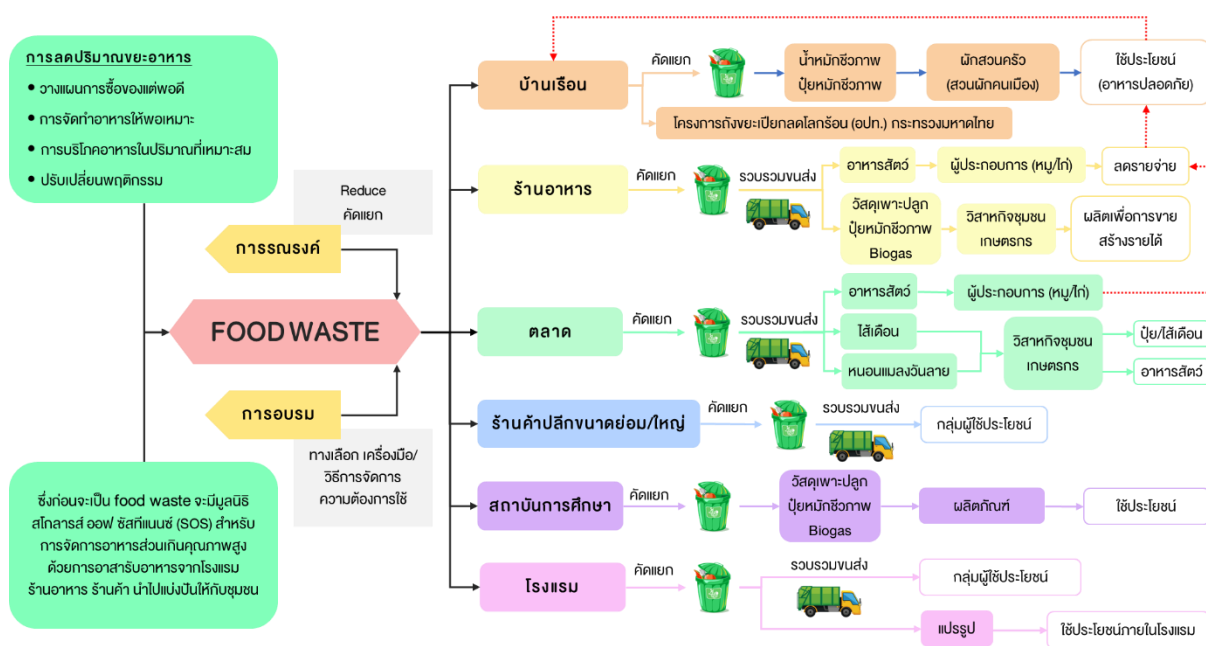 การลดปริมาณขยะอาหาร
• วางแผนการซื้อของแต่พอดี
• การจัดทำอาหารให้พอเหมาะ
• การบริโภคอาหารในปริมาณที่เหมาะสม
• ปรับเปลี่ยนพฤติกรรม
Reduce
คัดแยก
การรณรงค์
FOOD WASTE
การอบรม
ทางเลือก เครื่องมือ/
วิธีการจัดการ
ความต้องการใช้
ซึ่งก่อนจะเป็น food waste จะมีมูลนิธิ
สโกลารส์ ออฟ ซัสทีแนนซ์ (SOS) สำหรับ
การจัดการอาหารส่วนเกินคุณภาพสูง
ด้วยการอาสารับอาหารจากโรงแรม
ร้านอาหาร ร้านค้า นำไปแบ่งปันให้กับชุมชน
บ้านเรือน
คัดแยก
น้ำหมักชีวภาพ
ปุ๋ยหมักชีวภาพ
ผักสวนครัว
(สวนผักคนเมือง)
ใช้ประโยชน์
(อาหารปลอดภัย)
โครงการถังขยะเปียกลดโลกร้อน (อปท.) กระทรวงมหาดไทย
ร้านอาหาร
คัดแยก
รวบรวมขนส่ง
อาหารสัตว์
ผู้ประกอบการ (หมู/ไก่)
ลดรายจ่าย
วัสดุเพาะปลูก
ปุ๋ยหมักชีวภาพ
Biogas
วิสาหกิจชุมชน
เกษตรกร
ผลิตเพื่อการขาย
สร้างรายได้
ตลาด
คัดแยก
รวบรวมขนส่ง
อาหารสัตว์
ผู้ประกอบการ (หมู/ไก่)
ไส้เดือน
หนอนแมลงวันลาย
วิสาหกิจชุมชน
เกษตรกร
ปุ๋ย/ไส้เดือน
อาหารสัตว์
ร้านค้าปลีกขนาดย่อม/ใหญ่
คัดแยก
รวบรวมขนส่ง
กลุ่มผู้ใช้ประโยชน์
สถาบันการศึกษา
คัดแยก
วัสดุเพาะปลูก
ปุ๋ยหมักชีวภาพ
Biogas
ผลิตภัณฑ์
ใช้ประโยชน์
โรงแรม
คัดแยก
รวบรวมขนส่ง
กลุ่มผู้ใช้ประโยชน์
แปรรูป
ใช้ประโยชน์ภายในโรงแรม